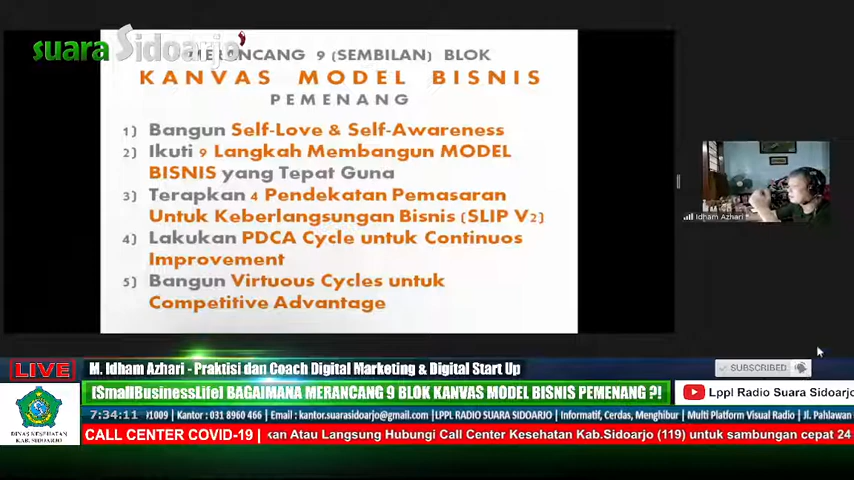 suara Sidoarjo
MERANCANG 9 (SEMBILAN) BLOK
KANVAS MODEL BISNIS
PEMENANG
1) Bangun Self-Love & Self-Awareness
2) Ikuti 9 Langkah Membangun MODEL
BISNIS yang Tepat Guna
3) Terapkan 4 Pendekatan Pemasaran
Untuk Keberlangsungan Bisnis (SLIP V2)
4) Lakukan PDCA Cycle untuk Continuos
Improvement
5) Bangun Virtuous Cycles untuk
Competitive Advantage
Idham Azhari
LIVE
M. Idham Azhari - Praktisi dan Coach Digital Marketing & Digital Start Up
SUBSCRIBED
[SmallBusinessLife] BAGAIMANA MERANCANG 9 BLOK KANVAS MODEL BISNIS PEMENANG ?!
Lppl Radio Suara Sidoarjo
7:34:11 1009 | Kantor : 031 8960 466 | Email : kantor.suarasidoarjo@gmail.com |LPPL RADIO SUARA SIDOARJO | Informatif, Cerdas, Menghibur | Multi Platform Visual Radio | Jl. Pahlawan
DINAS KESEHATAN
KAB. SIDOARJO
CALL CENTER COVID-19 | kan Atau Langsung Hubungi Call Center Kesehatan Kab.Sidoarjo (119) untuk sambungan cepat 24